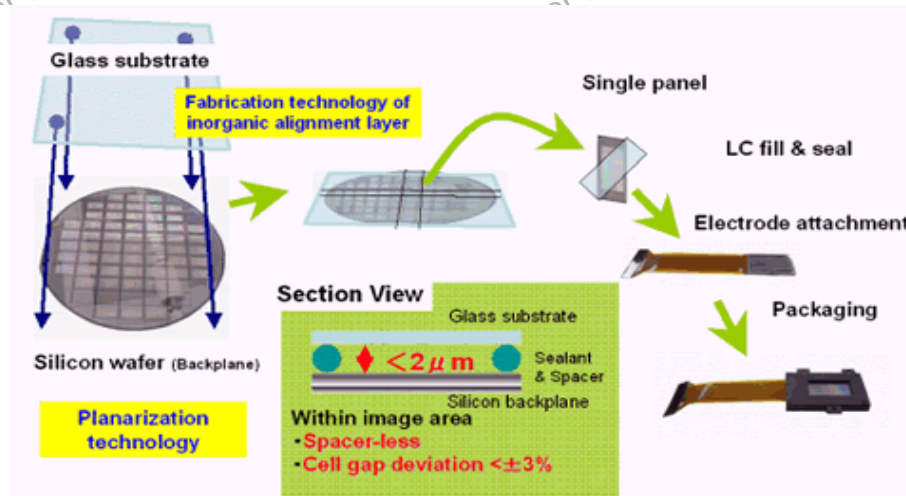 Glass substrate
Fabrication technology of
inorganic alignment layer
Single panel
LC fill & seal
Electrode attachment
Packaging
Silicon wafer (Backplane)
Planarization
technology
Section View
Glass substrate
<2μm
Sealant
& Spacer
Silicon backplane
Within image area
・Spacer-less
・Cell gap deviation <±3%